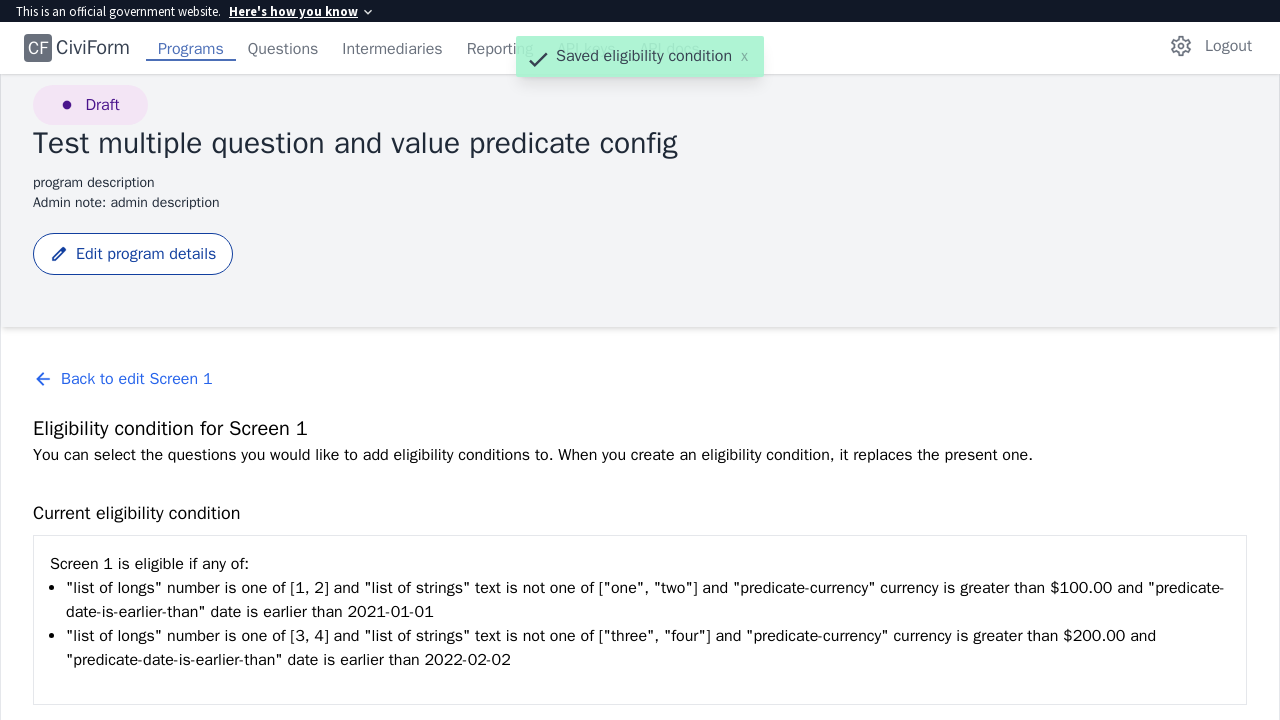 This is an official government website. Here's how you know
CF CiviForm Programs Questions Intermediaries Reporting Logout
Saved eligibility condition x
Draft
Test multiple question and value predicate config
program description
Admin note: admin description
Edit program details
Back to edit Screen 1
Eligibility condition for Screen 1
You can select the questions you would like to add eligibility conditions to. When you create an eligibility condition, it replaces the present one.
Current eligibility condition
Screen 1 is eligible if any of:
• "list of longs" number is one of [1, 2] and "list of strings" text is not one of ["one", "two"] and "predicate-currency" currency is greater than $100.00 and "predicate-
date-is-earlier-than" date is earlier than 2021-01-01
• "list of longs" number is one of [3, 4] and "list of strings" text is not one of ["three", "four"] and "predicate-currency" currency is greater than $200.00 and
"predicate-date-is-earlier-than" date is earlier than 2022-02-02